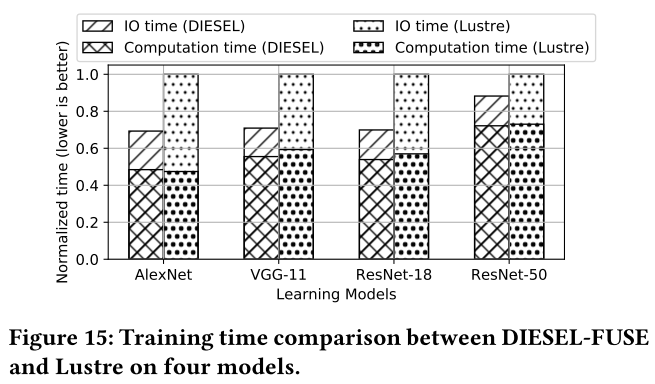 IO time (DIESEL)
IO time (Lustre)
Computation time (DIESEL)
Computation time (Lustre)
Normalized time (lower is better)
1.0
0.8
0.6
0.4
0.2
0.0
AlexNet
VGG-11
ResNet-18
ResNet-50
Learning Models
Figure 15: Training time comparison between DIESEL-FUSE
and Lustre on four models.